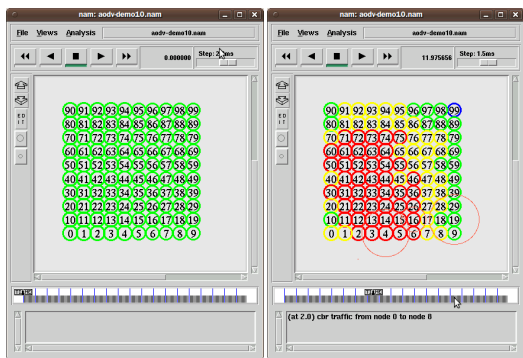 nam: aodv-demo10.nam
File Views Analysis aodv-demo10.nam
0.000000 Step: 2 ms
E D
I T
90 91 92 93 94 95 96 97 98 99
80 81 82 83 84 85 86 87 88 89
70 71 72 73 74 75 76 77 78 79
60 61 62 63 64 65 66 67 68 69
50 51 52 53 54 55 56 57 58 59
40 41 42 43 44 45 46 47 48 49
30 31 32 33 34 35 36 37 38 39
20 21 22 23 24 25 26 27 28 29
10 11 12 13 14 15 16 17 18 19
0 1 2 3 4 5 6 7 8 9
nam: aodv-demo10.nam
File Views Analysis aodv-demo10.nam
11.975656 Step: 1.5ms
E D
I T
90 91 92 93 94 95 96 97 98 99
80 81 82 83 84 85 86 87 88 89
70 71 72 73 74 75 76 77 78 79
60 61 62 63 64 65 66 67 68 69
50 51 52 53 54 55 56 57 58 59
40 41 42 43 44 45 46 47 48 49
30 31 32 33 34 35 36 37 38 39
20 21 22 23 24 25 26 27 28 29
10 11 12 13 14 15 16 17 18 19
0 1 2 3 4 5 6 7 8 9
(at 2.0) cbr traffic from node 0 to node 8